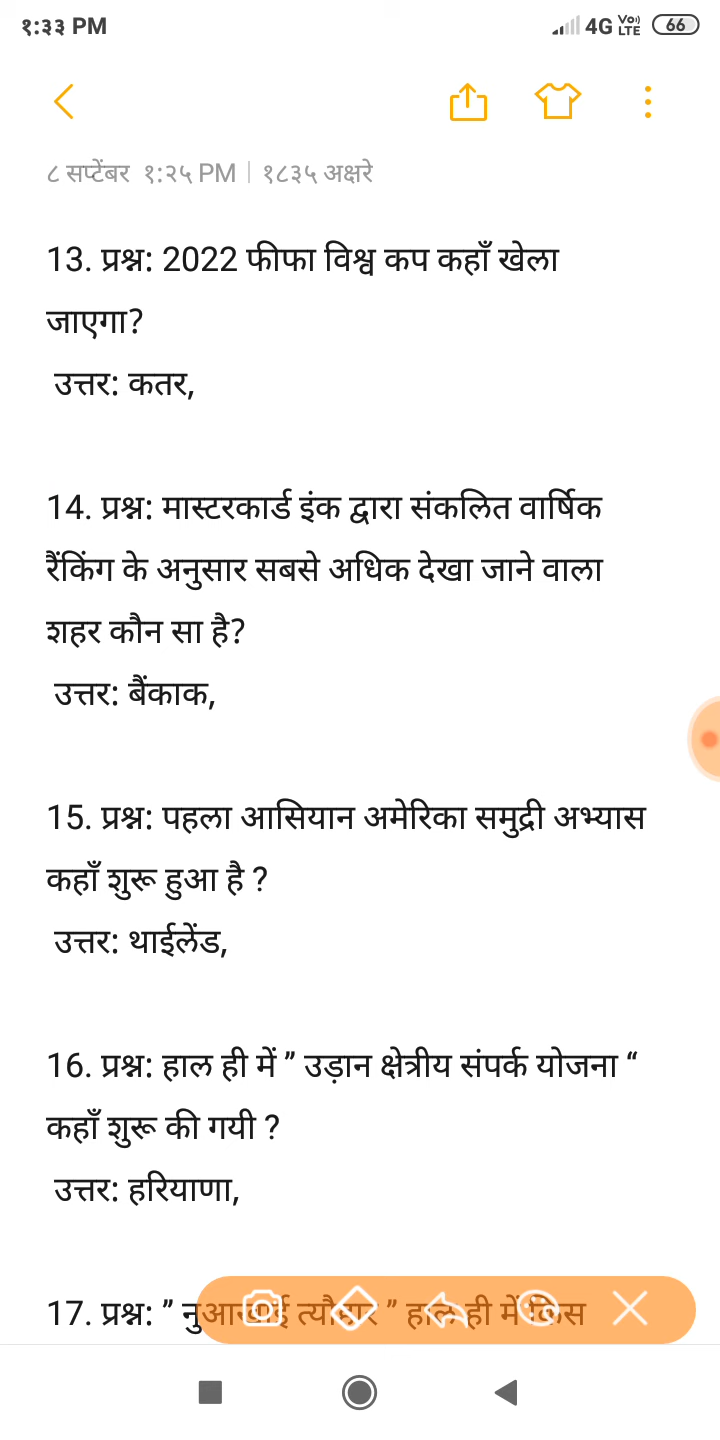 १:३३ PM
4G VoLTE 66
८ सप्टेंबर १:२५ PM | १८३५ अक्षरे
13. प्रश्न: 2022 फीफा विश्व कप कहाँ खेला
जाएगा?
उत्तर: कतर,
14. प्रश्न: मास्टरकार्ड इंक द्वारा संकलित वार्षिक
रैंकिंग के अनुसार सबसे अधिक देखा जाने वाला
शहर कौन सा है?
उत्तर: बैंकाक,
15. प्रश्न: पहला आसियान अमेरिका समुद्री अभ्यास
कहाँ शुरू हुआ है ?
उत्तर: थाईलेंड,
16. प्रश्न: हाल ही में ” उड़ान क्षेत्रीय संपर्क योजना “
कहाँ शुरू की गयी ?
उत्तर: हरियाणा,
17. प्रश्न: ” ” हाल ही में किस